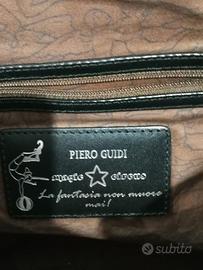 PIERO GUIDI
magic circus
La fantasia non muore
mai!
subito